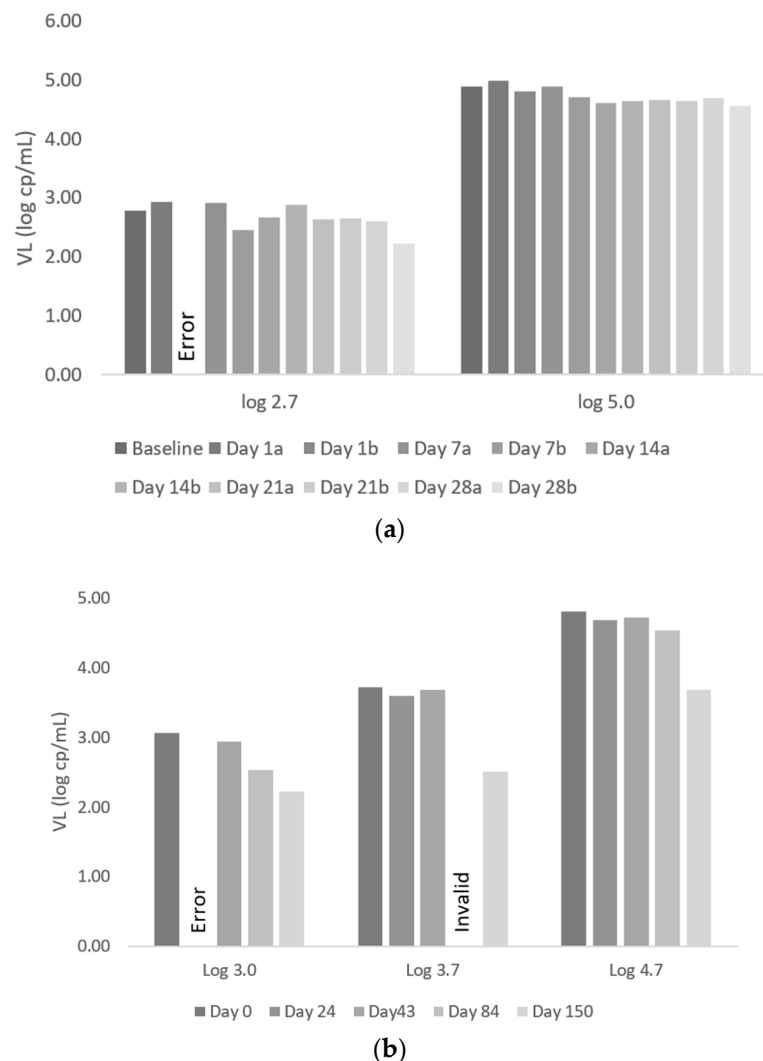 6.00
5.00
4.00
3.00
2.00
1.00
0.00
VL (log cp/mL)
Error
log 2.7 log 5.0
Baseline Day 1a Day 1b Day 7a Day 7b Day 14a
Day 14b Day 21a Day 21b Day 28a Day 28b
(a)
5.00
4.00
3.00
2.00
1.00
0.00
VL (log cp/mL)
Error
Invalid
Log 3.0 Log 3.7 Log 4.7
Day 0 Day 24 Day43 Day 84 Day 150
(b)